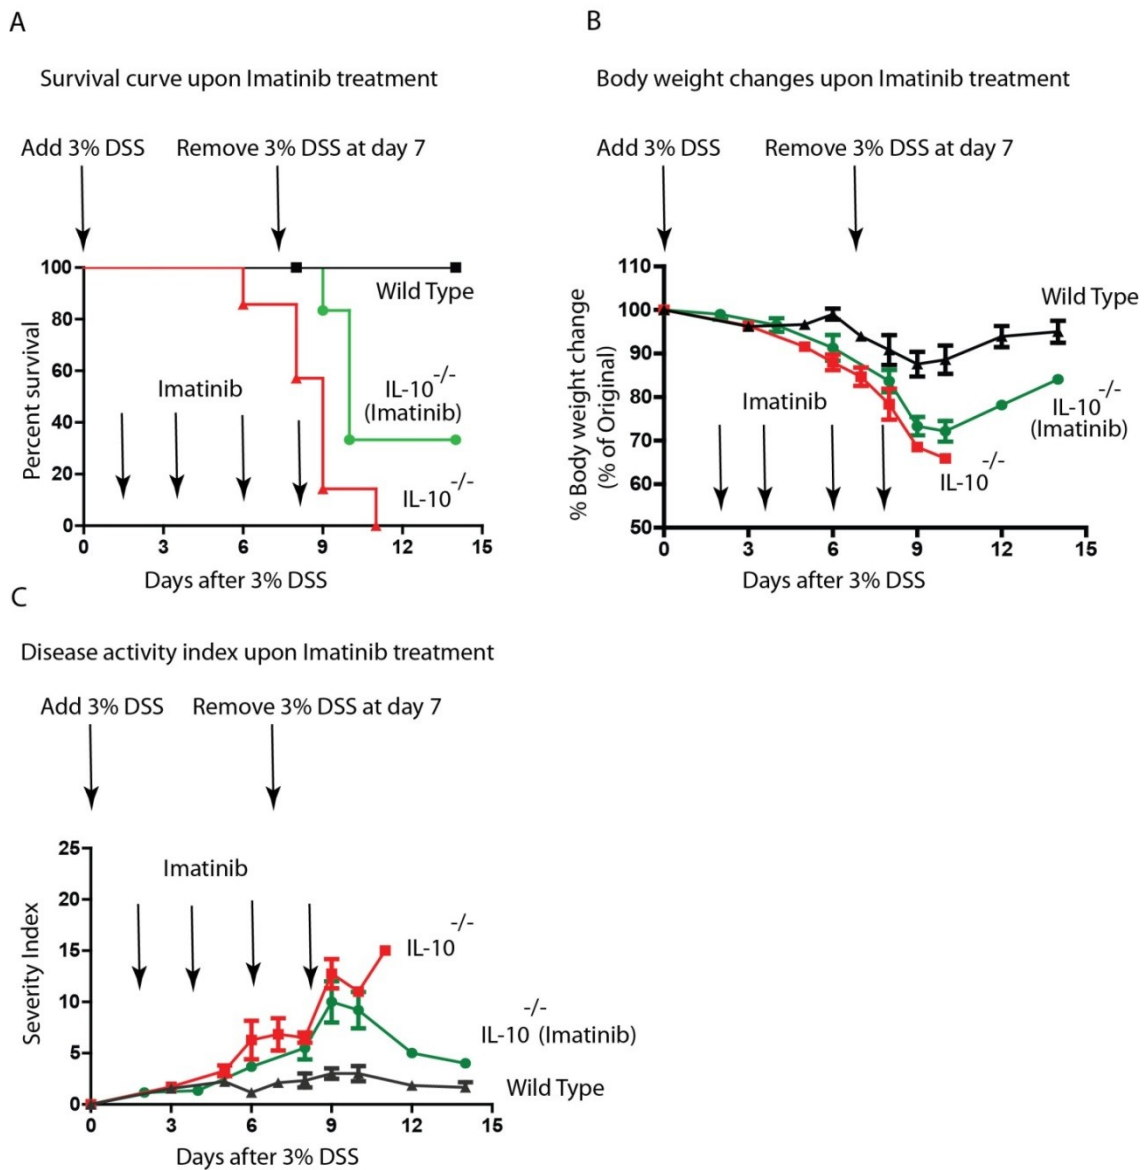 A
Survival curve upon Imatinib treatment
Add 3% DSS
Remove 3% DSS at day 7
Percent survival
100
80
60
40
20
0
Wild Type
Imatinib
IL-10-/-
(Imatinib)
IL-10-/-
0 3 6 9 12 15
Days after 3% DSS
B
Body weight changes upon Imatinib treatment
Add 3% DSS
Remove 3% DSS at day 7
% Body weight change
(% of Original)
110
100
90
80
70
60
50
Wild Type
Imatinib
IL-10-/-
(Imatinib)
IL-10-/-
0 3 6 9 12 15
Days after 3% DSS
C
Disease activity index upon Imatinib treatment
Add 3% DSS
Remove 3% DSS at day 7
Severity Index
25
20
15
10
5
0
Imatinib
IL-10-/-
IL-10-/- (Imatinib)
Wild Type
0 3 6 9 12 15
Days after 3% DSS